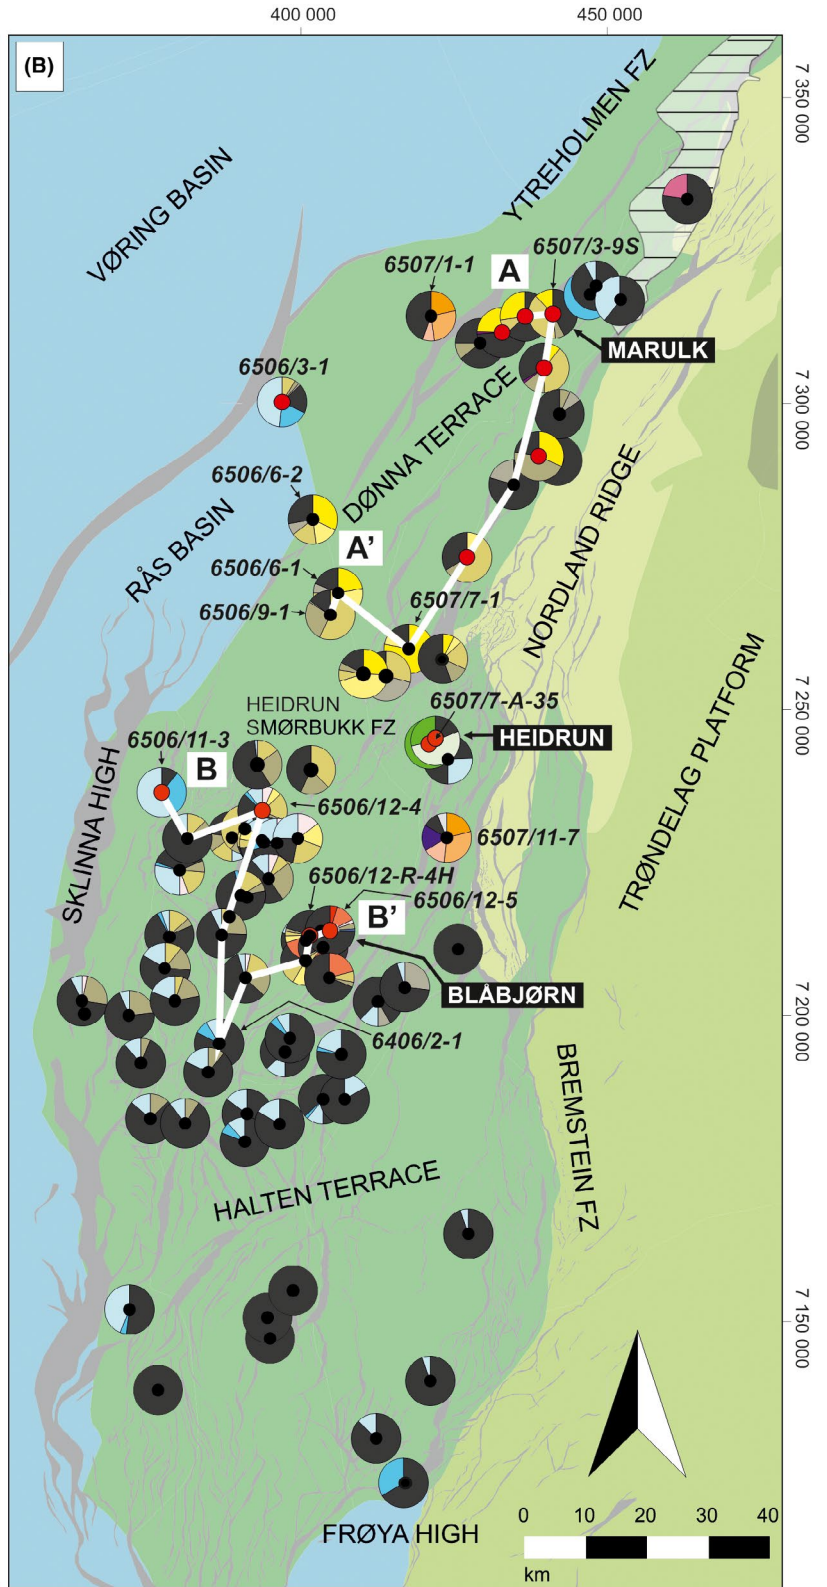 400 000
450 000
(B)
7 350 000
YTREHOLMEN FZ
VØRING BASIN
6507/3-9S
6507/1-1
A
MARULK
6506/3-1
7 300 000
DØNNA TERRACE
6506/6-2
NORDLAND RIDGE
RÅS BASIN
A’
6506/6-1
6506/9-1
6507/7-1
TRØNDELAG PLATFORM
7 250 000
6507/7-A-35
HEIDRUN
SMØRBUKK FZ
HEIDRUN
6506/11-3
B
SKLINNA HIGH
6506/12-4
6507/11-7
6506/12-R-4H
6506/12-5
B’
BLÅBJØRN
7 200 000
6406/2-1
BREMSTEIN FZ
HALTEN TERRACE
7 150 000
0 10 20 30 40
FRØYA HIGH
km